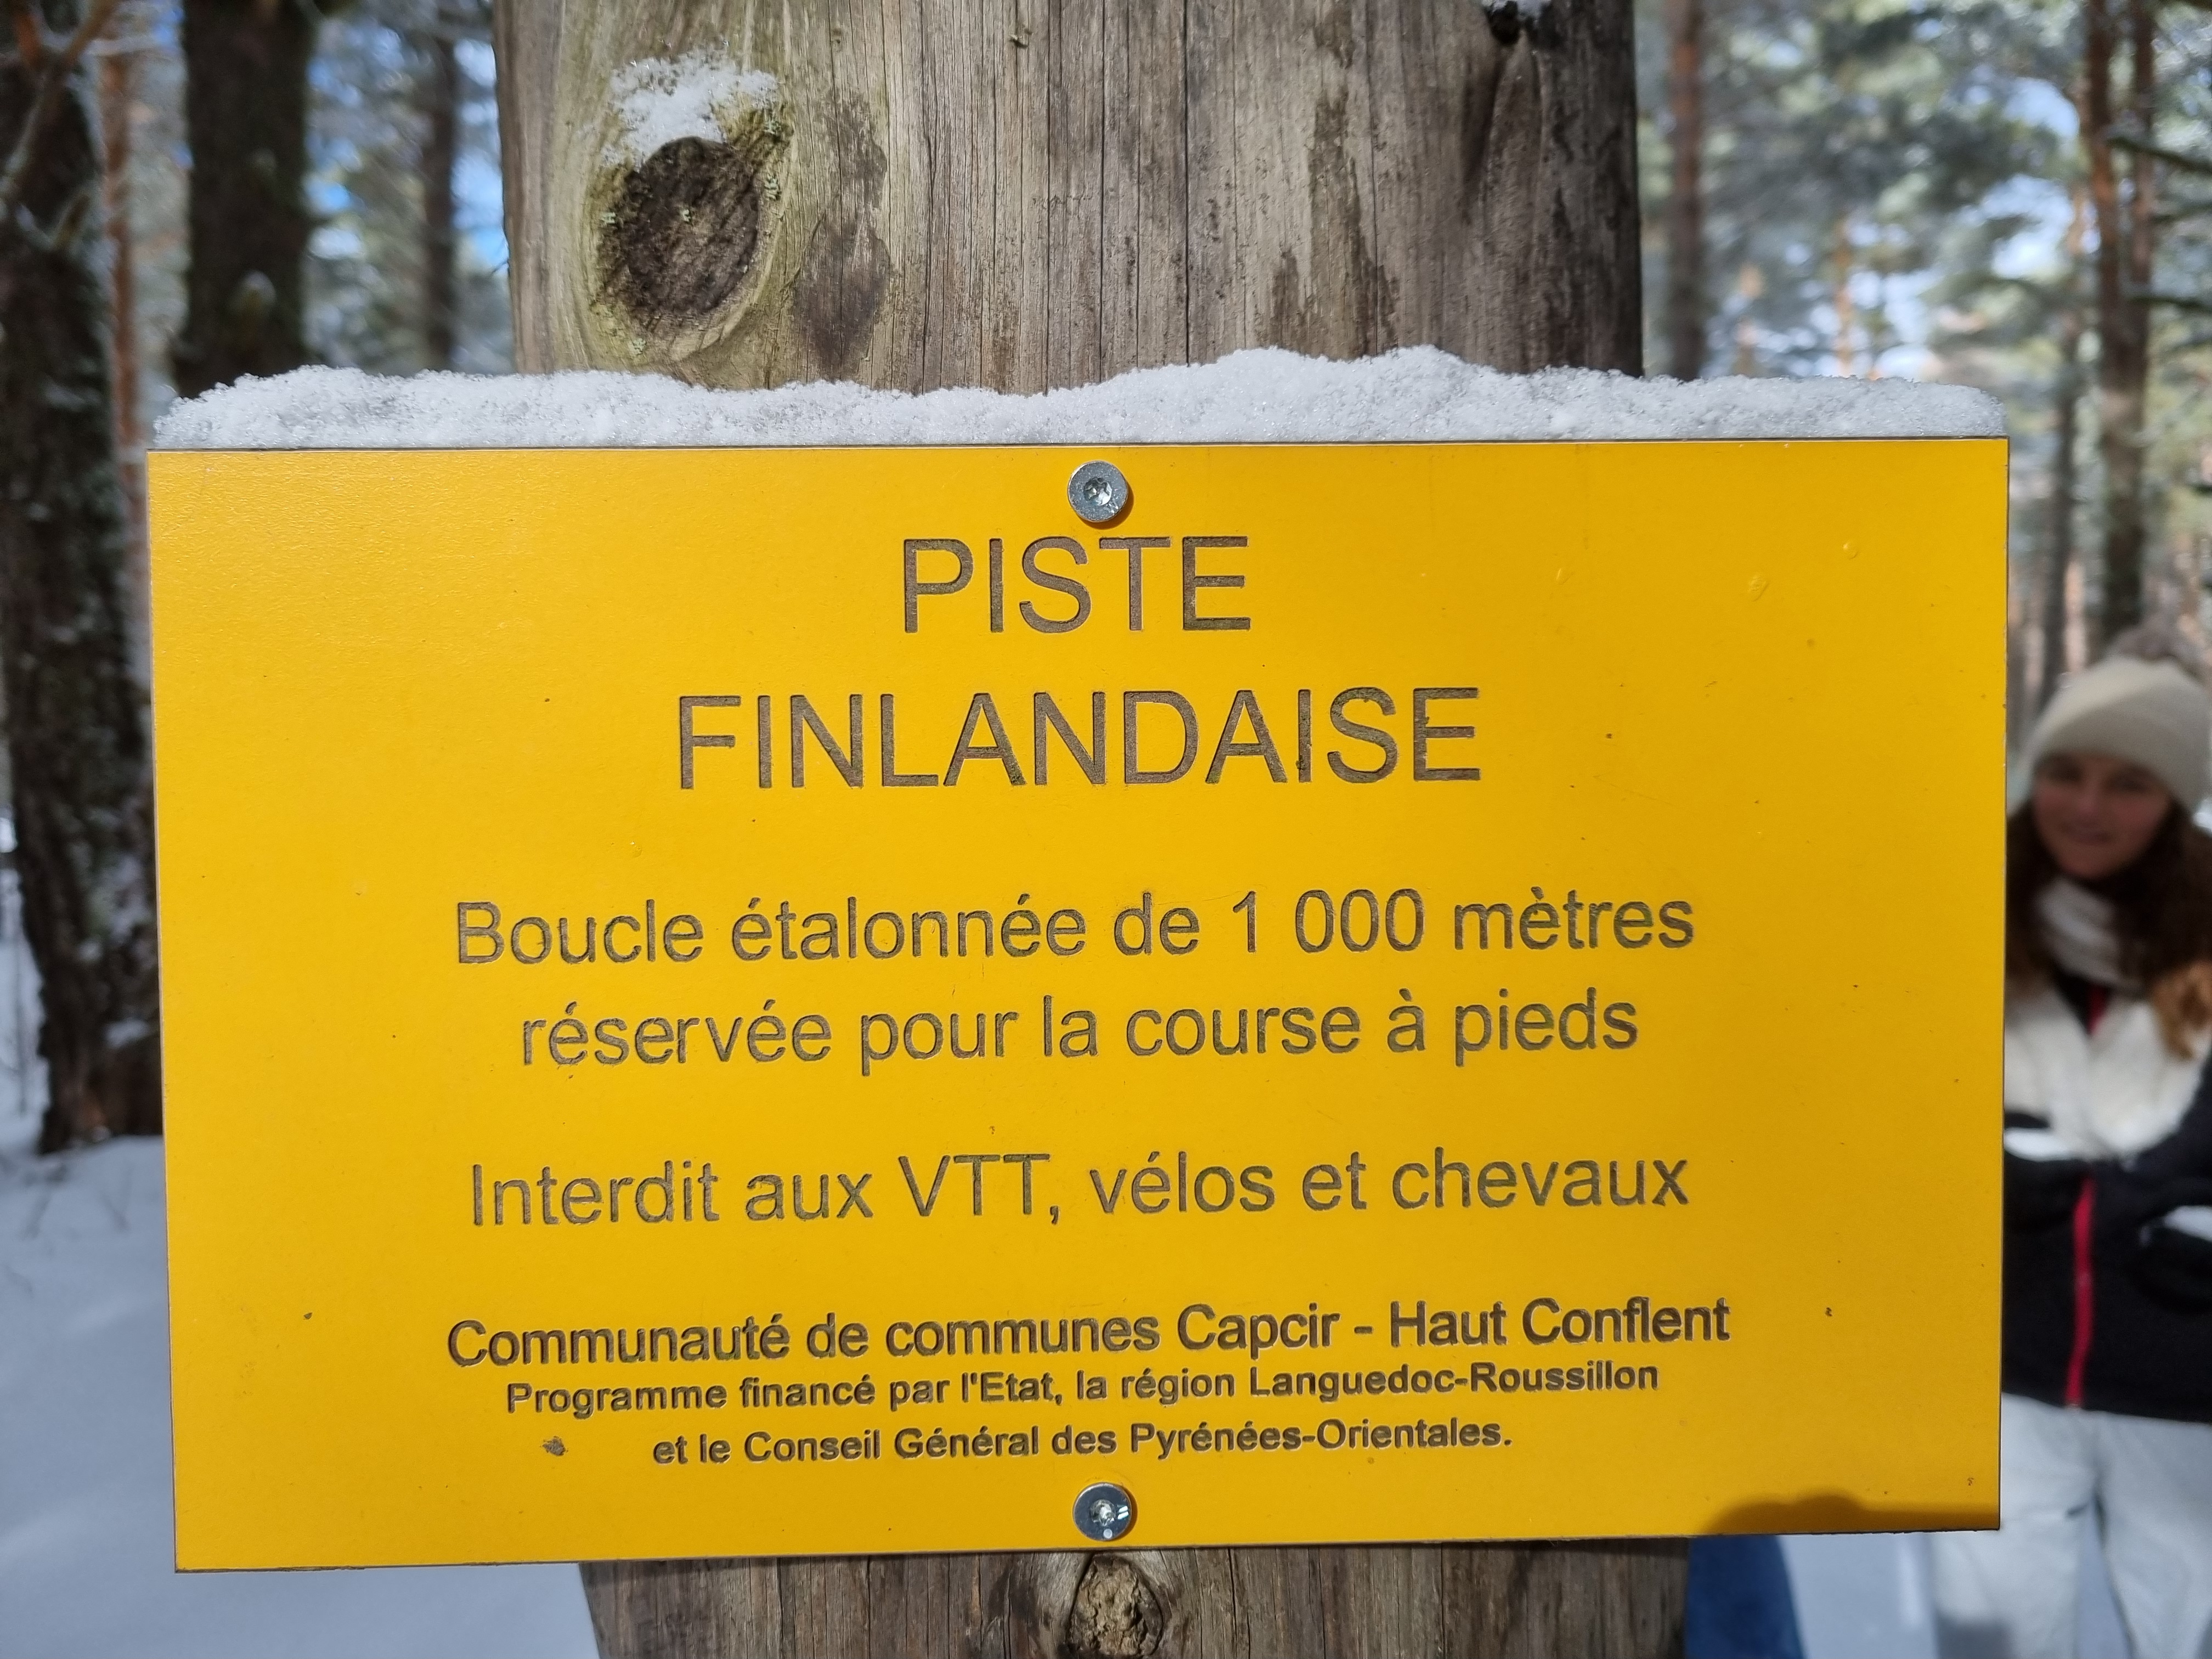 PISTE
FINLANDAISE
Boucle étalonnée de 1 000 mètres
réservée pour la course à pieds
Interdit aux VTT, vélos et chevaux
Communauté de communes Capcir - Haut Conflent
Programme financé par l'Etat, la région Languedoc-Roussillon
et le Conseil Général des Pyrénées-Orientales.